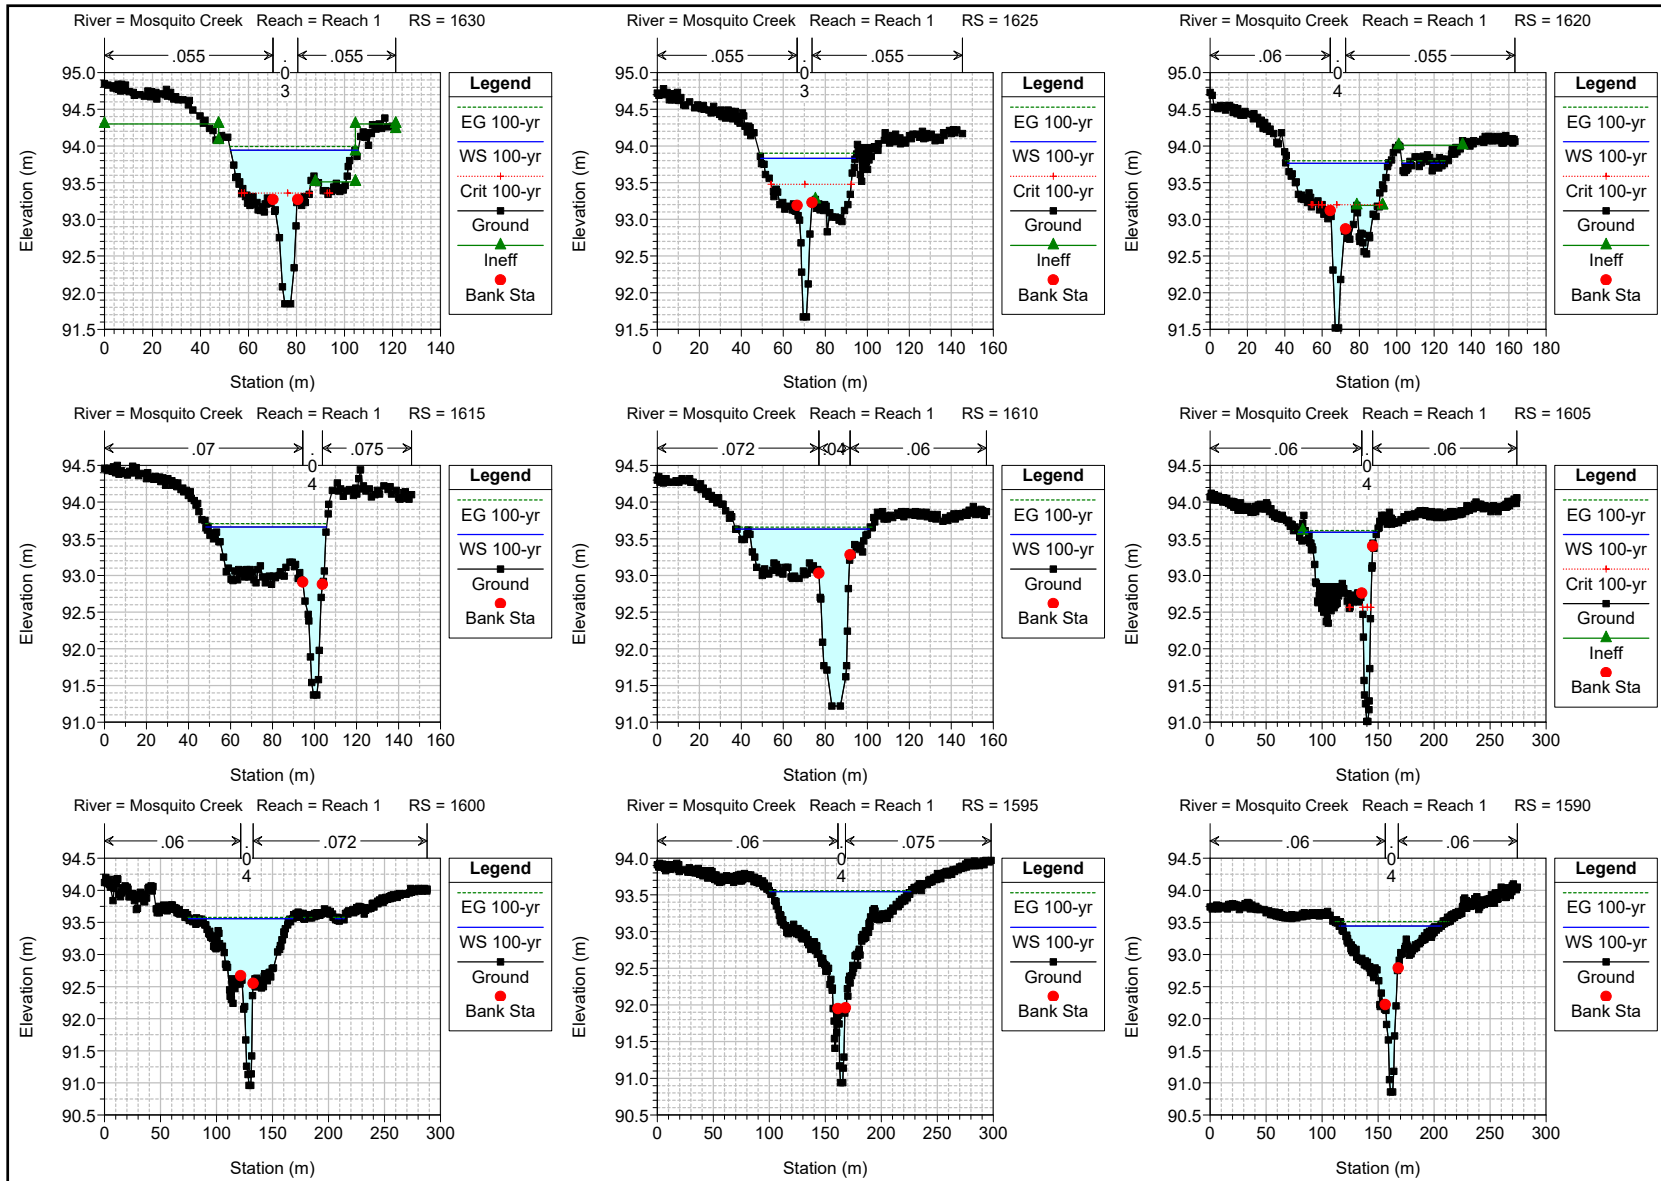 River = Mosquito Creek Reach = Reach 1 RS = 1630
.055 .03 .055
95.0
94.5
94.0
93.5
93.0
92.5
92.0
91.5
0 20 40 60 80 100 120 140
Station (m)
Elevation (m)
Legend
EG 100-yr
WS 100-yr
Crit 100-yr
Ground
Ineff
Bank Sta
River = Mosquito Creek Reach = Reach 1 RS = 1625
.055 .03 .055
95.0
94.5
94.0
93.5
93.0
92.5
92.0
91.5
0 20 40 60 80 100 120 140 160
Station (m)
Elevation (m)
Legend
EG 100-yr
WS 100-yr
Crit 100-yr
Ground
Ineff
Bank Sta
River = Mosquito Creek Reach = Reach 1 RS = 1620
.06 .04 .055
95.0
94.5
94.0
93.5
93.0
92.5
92.0
91.5
0 20 40 60 80 100 120 140 160 180
Station (m)
Elevation (m)
Legend
EG 100-yr
WS 100-yr
Crit 100-yr
Ground
Ineff
Bank Sta
River = Mosquito Creek Reach = Reach 1 RS = 1615
.07 .04 .075
94.5
94.0
93.5
93.0
92.5
92.0
91.5
91.0
0 20 40 60 80 100 120 140 160
Station (m)
Elevation (m)
Legend
EG 100-yr
WS 100-yr
Ground
Bank Sta
River = Mosquito Creek Reach = Reach 1 RS = 1610
.072 .04 .06
94.5
94.0
93.5
93.0
92.5
92.0
91.5
91.0
0 20 40 60 80 100 120 140 160
Station (m)
Elevation (m)
Legend
EG 100-yr
WS 100-yr
Ground
Bank Sta
River = Mosquito Creek Reach = Reach 1 RS = 1605
.06 .04 .06
94.5
94.0
93.5
93.0
92.5
92.0
91.5
91.0
0 50 100 150 200 250 300
Station (m)
Elevation (m)
Legend
EG 100-yr
WS 100-yr
Crit 100-yr
Ground
Ineff
Bank Sta
River = Mosquito Creek Reach = Reach 1 RS = 1600
.06 .04 .072
94.5
94.0
93.5
93.0
92.5
92.0
91.5
91.0
90.5
0 50 100 150 200 250 300
Station (m)
Elevation (m)
Legend
EG 100-yr
WS 100-yr
Ground
Bank Sta
River = Mosquito Creek Reach = Reach 1 RS = 1595
.06 .04 .075
94.0
93.5
93.0
92.5
92.0
91.5
91.0
90.5
0 50 100 150 200 250 300
Station (m)
Elevation (m)
Legend
EG 100-yr
WS 100-yr
Ground
Bank Sta
River = Mosquito Creek Reach = Reach 1 RS = 1590
.06 .04 .06
94.5
94.0
93.5
93.0
92.5
92.0
91.5
91.0
90.5
0 50 100 150 200 250 300
Station (m)
Elevation (m)
Legend
EG 100-yr
WS 100-yr
Ground
Bank Sta